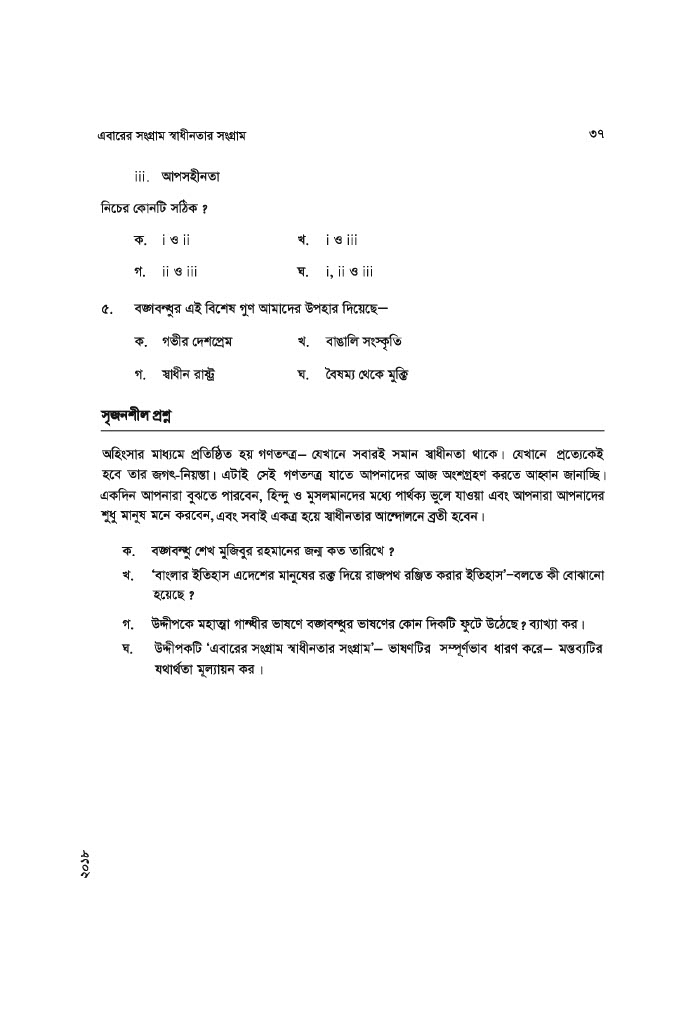 এবারের সংগ্রাম স্বাধীনতার সংগ্রাম ৩৭
iii. আপসহীনতা
নিচের কোনটি সঠিক ?
ক. i ও ii খ. i ও iii
গ. ii ও iii ঘ. i, ii ও iii
৫. বঙ্গবন্ধুর এই বিশেষ গুণ আমাদের উপহার দিয়েছে—
ক. গভীর দেশপ্রেম খ. বাঙালি সংস্কৃতি
গ. স্বাধীন রাষ্ট্র ঘ. বৈষম্য থেকে মুক্তি
সৃজনশীল প্রশ্ন
অহিংসার মাধ্যমে প্রতিষ্ঠিত হয় গণতন্ত্র— যেখানে সবারই সমান স্বাধীনতা থাকে। যেখানে প্রত্যেকেই
হবে তার জগৎ-নিয়ন্তা। এটাই সেই গণতন্ত্র যাতে আপনাদের আজ অংশগ্রহণ করতে আহ্বান জানাচ্ছি।
একদিন আপনারা বুঝতে পারবেন, হিন্দু ও মুসলমানদের মধ্যে পার্থক্য ভুলে যাওয়া এবং আপনারা আপনাদের
শুধু মানুষ মনে করবেন, এবং সবাই একত্র হয়ে স্বাধীনতার আন্দোলনে ব্রতী হবেন।
ক. বঙ্গবন্ধু শেখ মুজিবুর রহমানের জন্ম কত তারিখে ?
খ. ‘বাংলার ইতিহাস এদেশের মানুষের রক্ত দিয়ে রাজপথ রঞ্জিত করার ইতিহাস’–বলতে কী বোঝানো
হয়েছে ?
গ. উদ্দীপকে মহাত্মা গান্ধীর ভাষণে বঙ্গবন্ধুর ভাষণের কোন দিকটি ফুটে উঠেছে ? ব্যাখ্যা কর।
ঘ. উদ্দীপকটি ‘এবারের সংগ্রাম স্বাধীনতার সংগ্রাম’— ভাষণটির সম্পূর্ণভাব ধারণ করে— মন্তব্যটির
যথার্থতা মূল্যায়ন কর ।
২০১৮